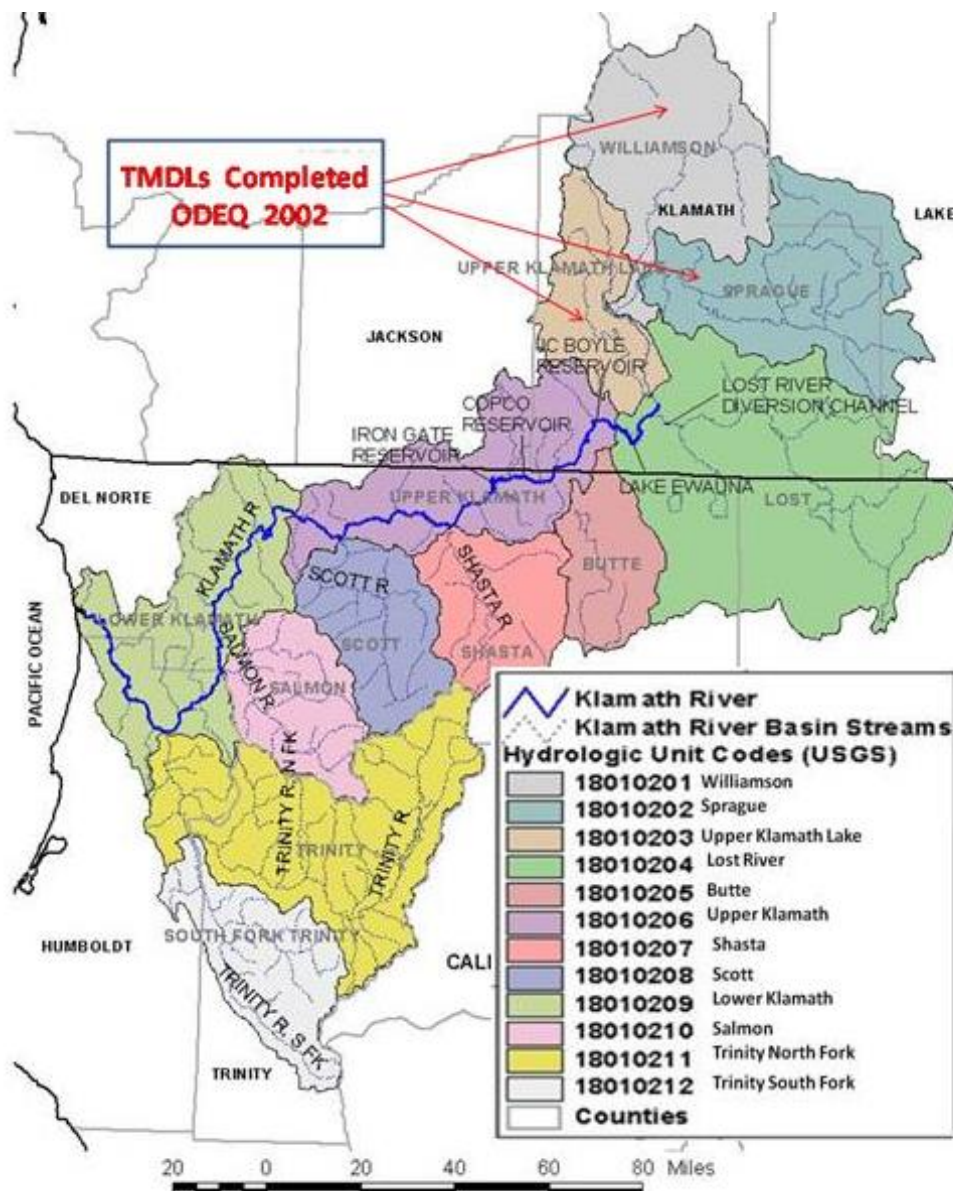 TMDLs Completed
ODEQ 2002
WILLIAMSON
KLAMATH
LAKE
UPPER KLAMATH LAKE
SPRAGUE
JACKSON
JC BOYLE
RESERVOIR
LOST RIVER
DIVERSION CHANNEL
COPCO
RESERVOIR
IRON GATE
RESERVOIR
DEL NORTE
UPPER KLAMATH
LAKE EWAUNA
LOST
KLAMATH R
SCOTT R
SHASTA R
BUTTE
PACIFIC OCEAN
LOWER KLAMATH
SALMON R
SCOTT
SHASTA
SALMON
TRINITY R, N FK
TRINITY R
TRINITY
HUMBOLDT
SOUTH FORK TRINITY
CALI
TRINITY R, S FK
TRINITY
Klamath River
Klamath River Basin Streams
Hydrologic Unit Codes (USGS)
18010201 Williamson
18010202 Sprague
18010203 Upper Klamath Lake
18010204 Lost River
18010205 Butte
18010206 Upper Klamath
18010207 Shasta
18010208 Scott
18010209 Lower Klamath
18010210 Salmon
18010211 Trinity North Fork
18010212 Trinity South Fork
Counties
20 0 20 40 60 80 Miles